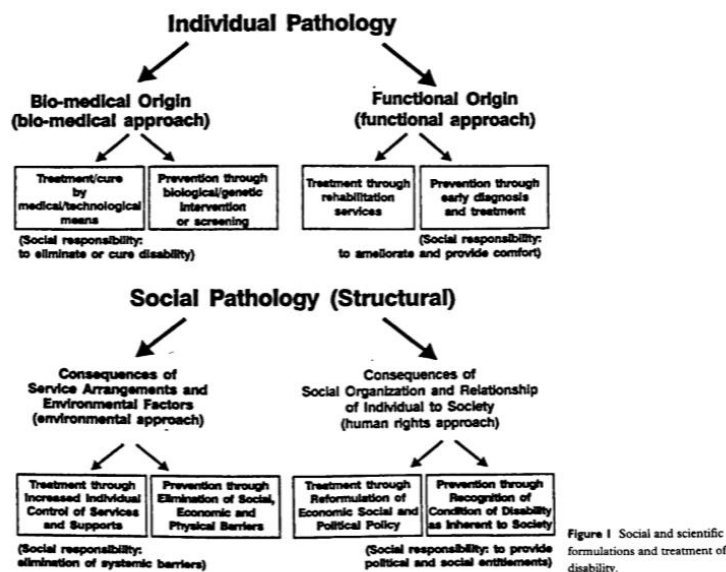 Individual Pathology
Bio-medical Origin
(bio-medical approach)
Treatment/cure
by
medical/technological
means
Prevention through
biological/genetic
intervention
or screening
(Social responsibility:
to eliminate or cure disability)
Functional Origin
(functional approach)
Treatment through
rehabilitation
services
Prevention through
early diagnosis
and treatment
(Social responsibility:
to ameliorate and provide comfort)
Social Pathology (Structural)
Consequences of
Service Arrangements and
Environmental Factors
(environmental approach)
Treatment through
Increased Individual
Control of Services
and Supports
Prevention through
Elimination of Social,
Economic and
Physical Barriers
(Social responsibility:
elimination of systemic barriers)
Consequences of
Social Organization and Relationship
of Individual to Society
(human rights approach)
Treatment through
Reformulation of
Economic Social and
Political Policy
Prevention through
Recognition of
Condition of Disability
as Inherent to Society
(Social responsibility: to provide
political and social entitlements)
Figure 1 Social and scientific
formulations and treatment of
disability.